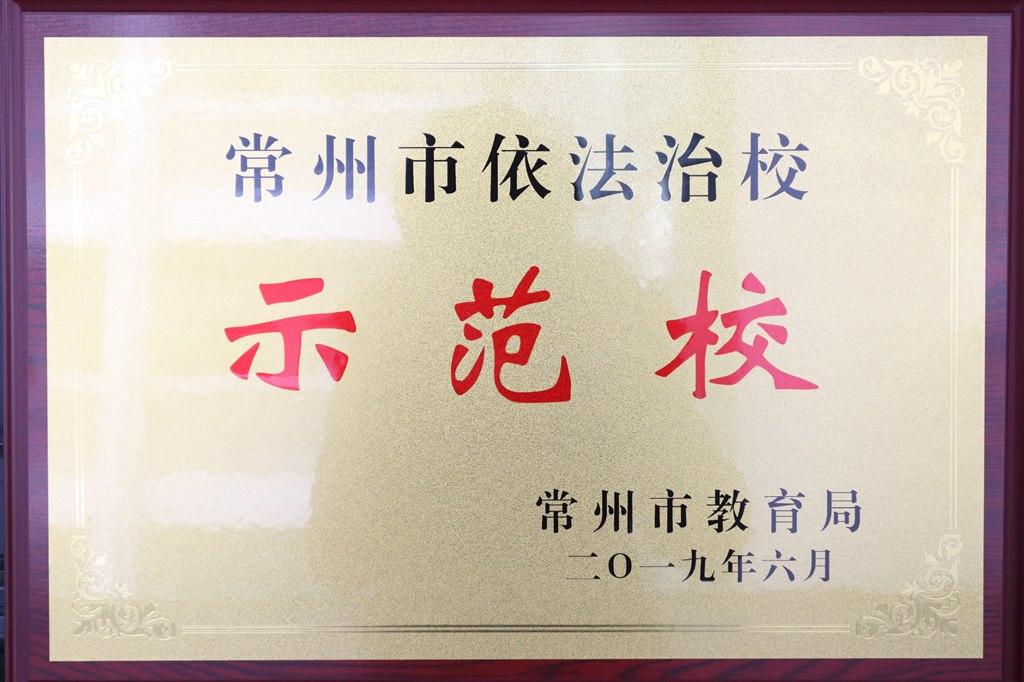 常州市依法治校
示范校
常州市教育局
二〇一九年六月